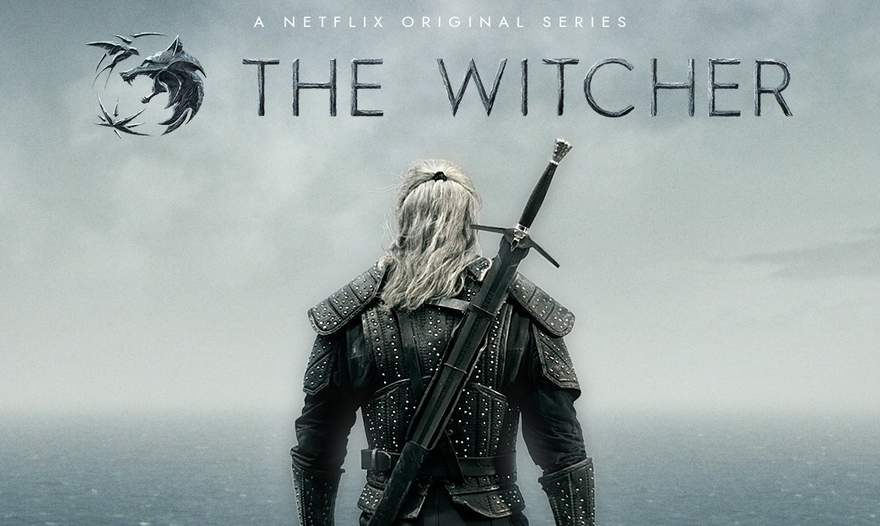 A NETFLIX ORIGINAL SERIES
THE WITCHER